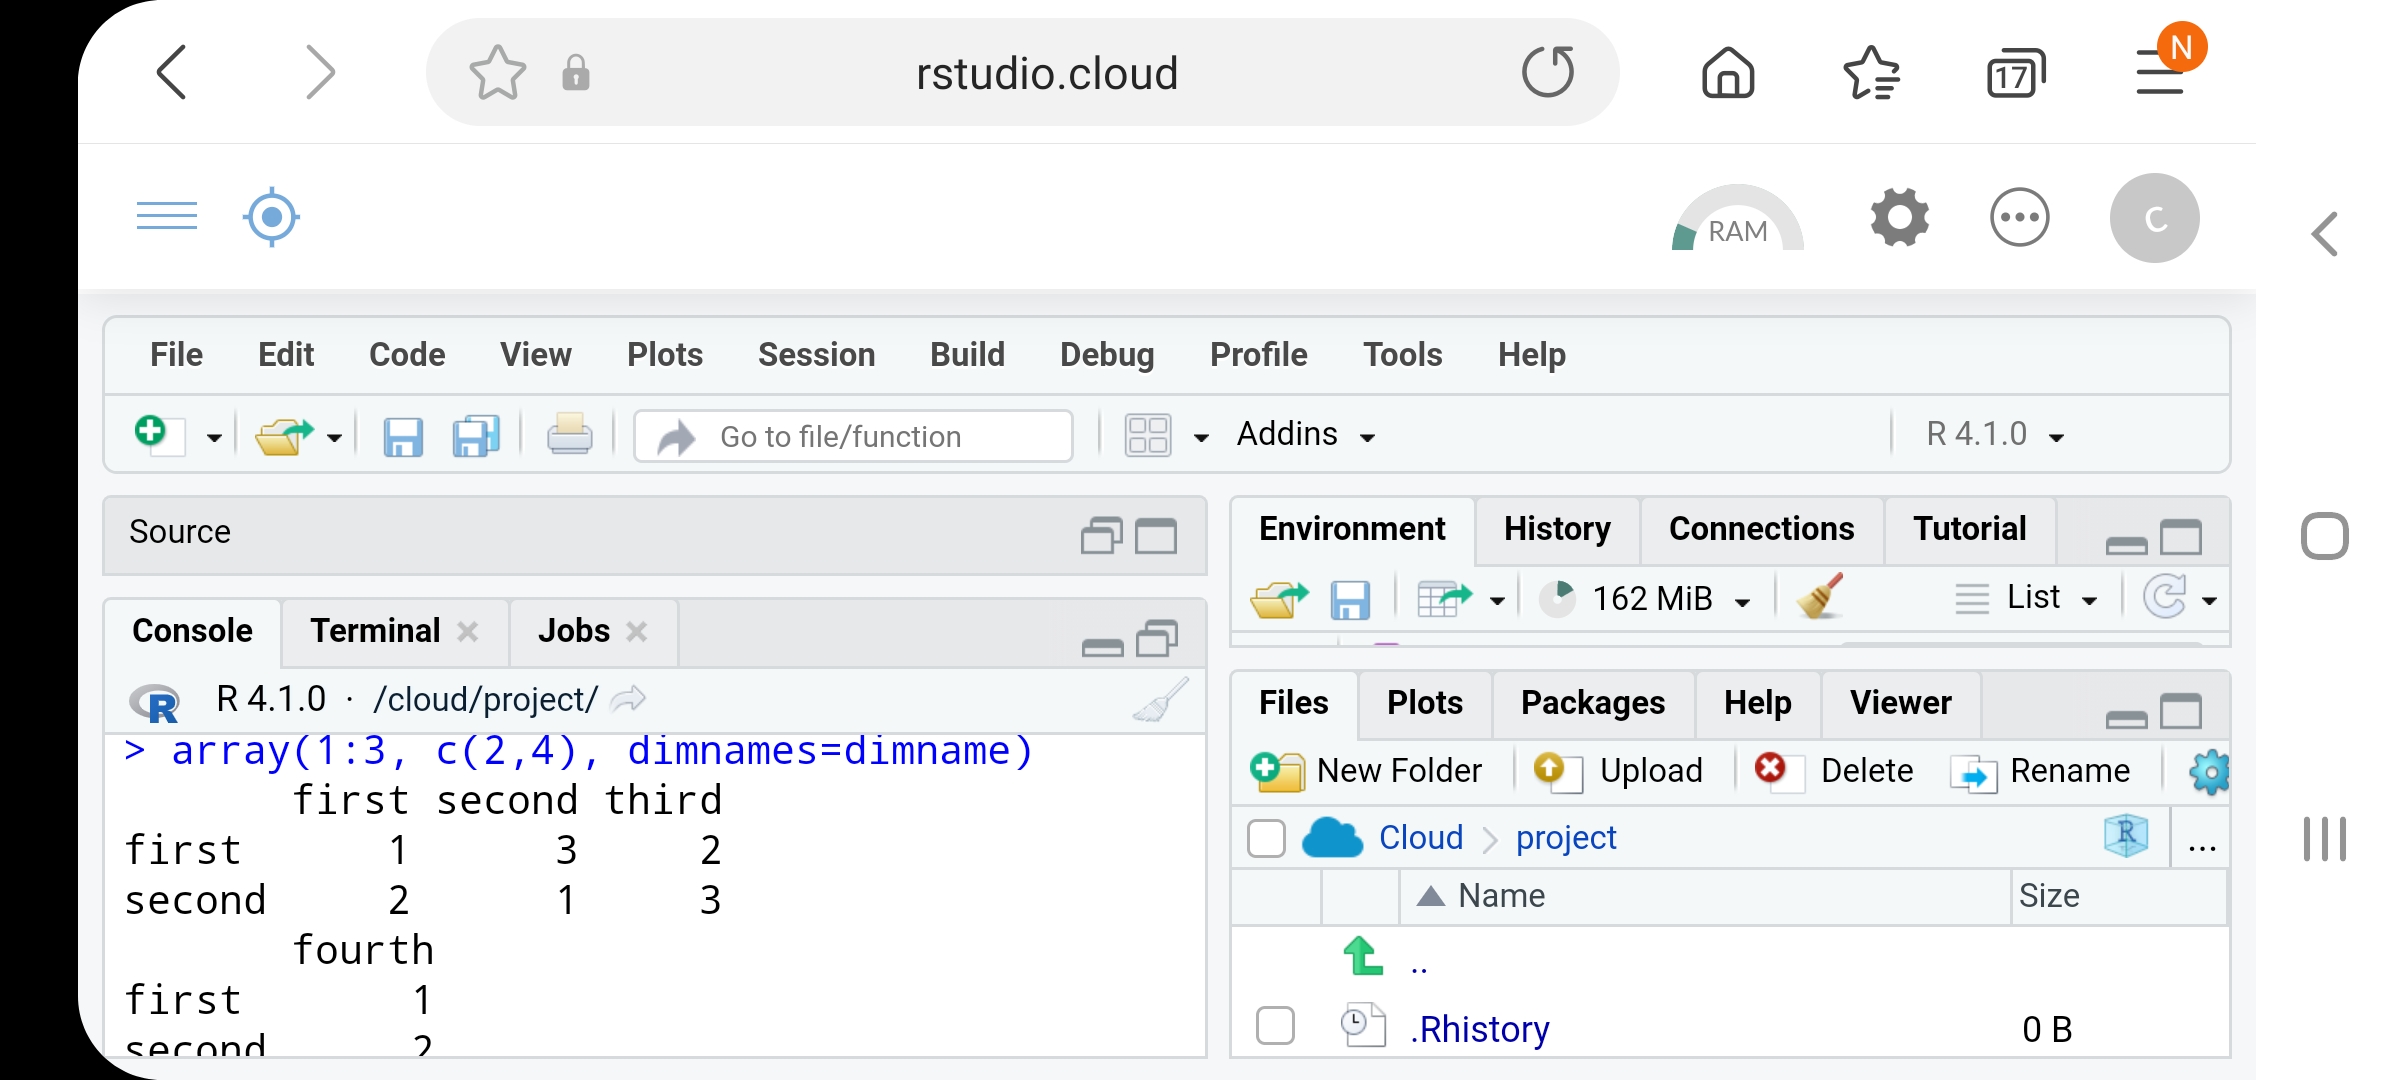 rstudio.cloud
17
N
RAM
C
File Edit Code View Plots Session Build Debug Profile Tools Help
Go to file/function
Addins
R 4.1.0
Source
Console Terminal Jobs
R 4.1.0 · /cloud/project/
> array(1:3, c(2,4), dimnames=dimname)
first second third
first 1 3 2
second 2 1 3
fourth
first 1
second 2
Environment History Connections Tutorial
162 MiB
List
Files Plots Packages Help Viewer
New Folder Upload Delete Rename
Cloud project
R
...
Name Size
..
.Rhistory 0 B